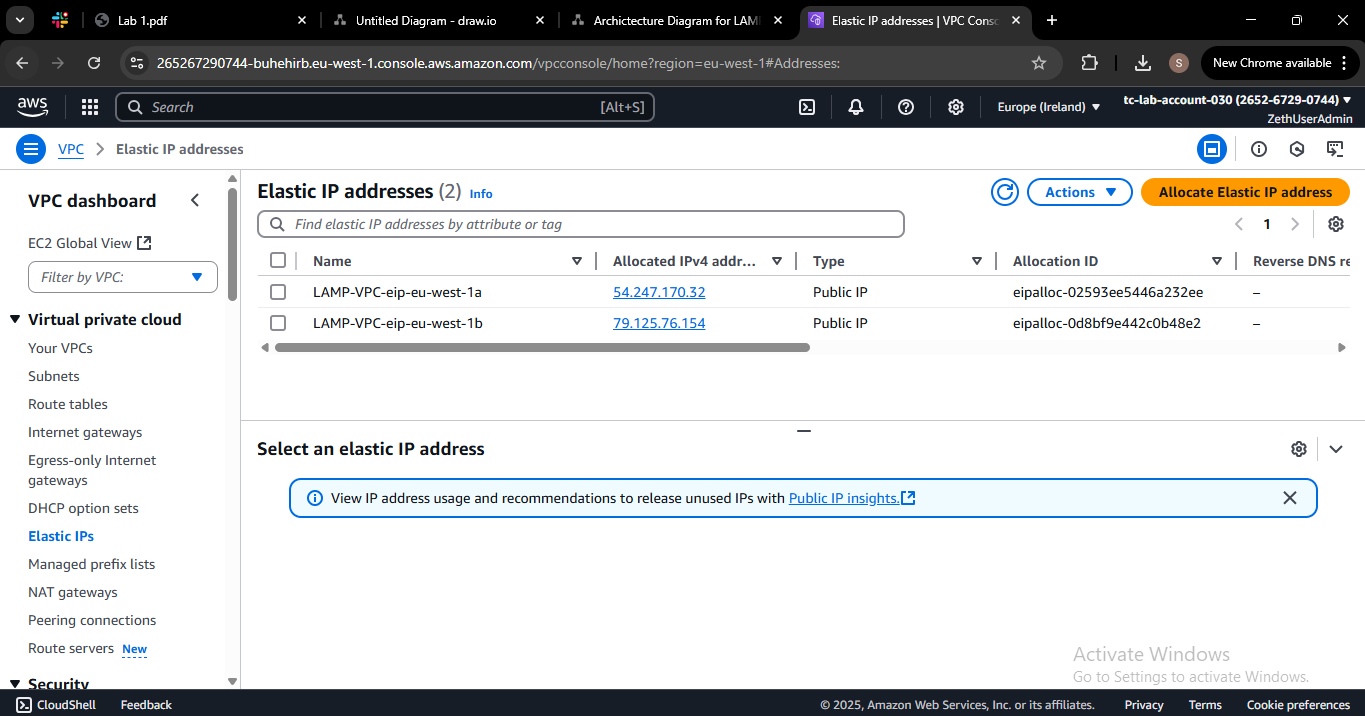 Lab 1.pdf
Untitled Diagram - draw.io
Archictecture Diagram for LAM
Elastic IP addresses | VPC Conso
265267290744-buhehirb.eu-west-1.console.aws.amazon.com/vpcconsole/home?region=eu-west-1#Addresses:
S
New Chrome available
aws
Search
[Alt+S]
Europe (Ireland)
tc-lab-account-030 (2652-6729-0744)
ZethUserAdmin
VPC
Elastic IP addresses
VPC dashboard
EC2 Global View
Filter by VPC:
Virtual private cloud
Your VPCs
Subnets
Route tables
Internet gateways
Egress-only Internet
gateways
DHCP option sets
Elastic IPs
Managed prefix lists
NAT gateways
Peering connections
Route servers New
Security
Elastic IP addresses (2) Info
Actions
Allocate Elastic IP address
Find elastic IP addresses by attribute or tag
1
Name Allocated IPv4 addr... Type Allocation ID Reverse DNS re
LAMP-VPC-eip-eu-west-1a 54.247.170.32 Public IP eipalloc-02593ee5446a232ee –
LAMP-VPC-eip-eu-west-1b 79.125.76.154 Public IP eipalloc-0d8bf9e442c0b48e2 –
Select an elastic IP address
View IP address usage and recommendations to release unused IPs with Public IP insights.
Activate Windows
Go to Settings to activate Windows.
CloudShell Feedback © 2025, Amazon Web Services, Inc. or its affiliates. Privacy Terms Cookie preferences